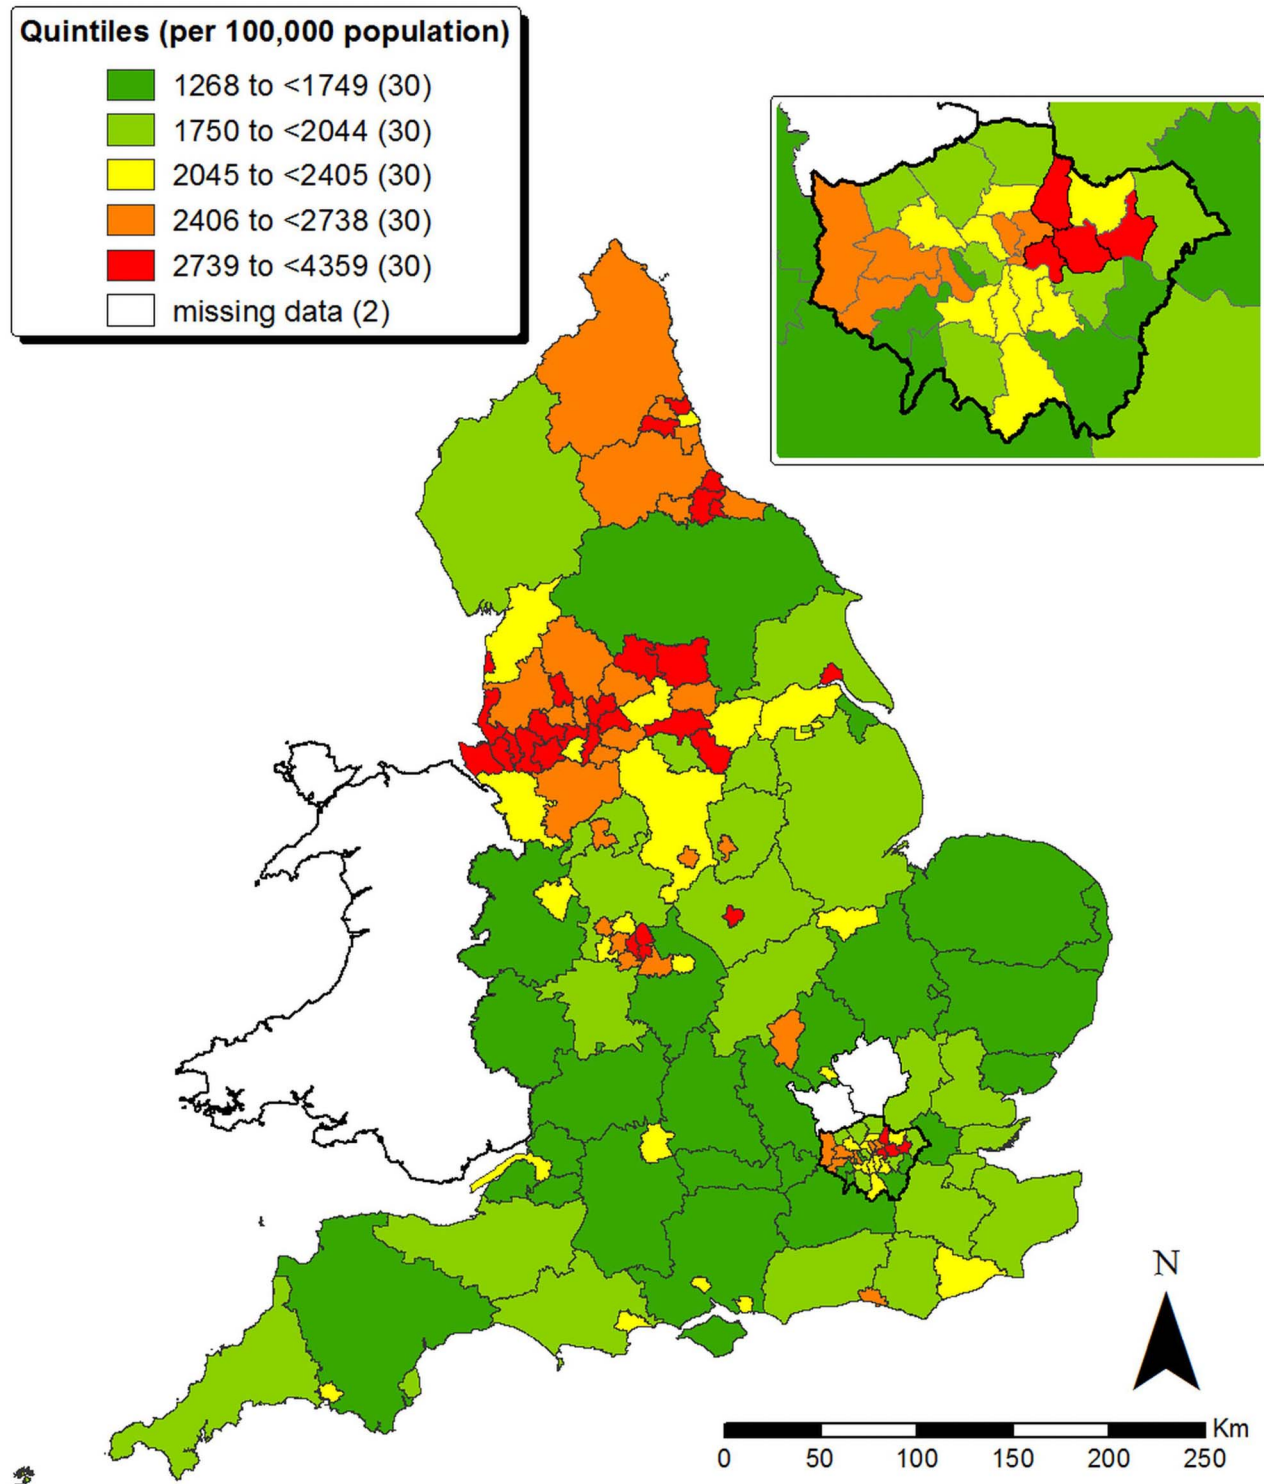 Quintiles (per 100,000 population)
1268 to <1749 (30)
1750 to <2044 (30)
2045 to <2405 (30)
2406 to <2738 (30)
2739 to <4359 (30)
missing data (2)
N
Km
0 50 100 150 200 250